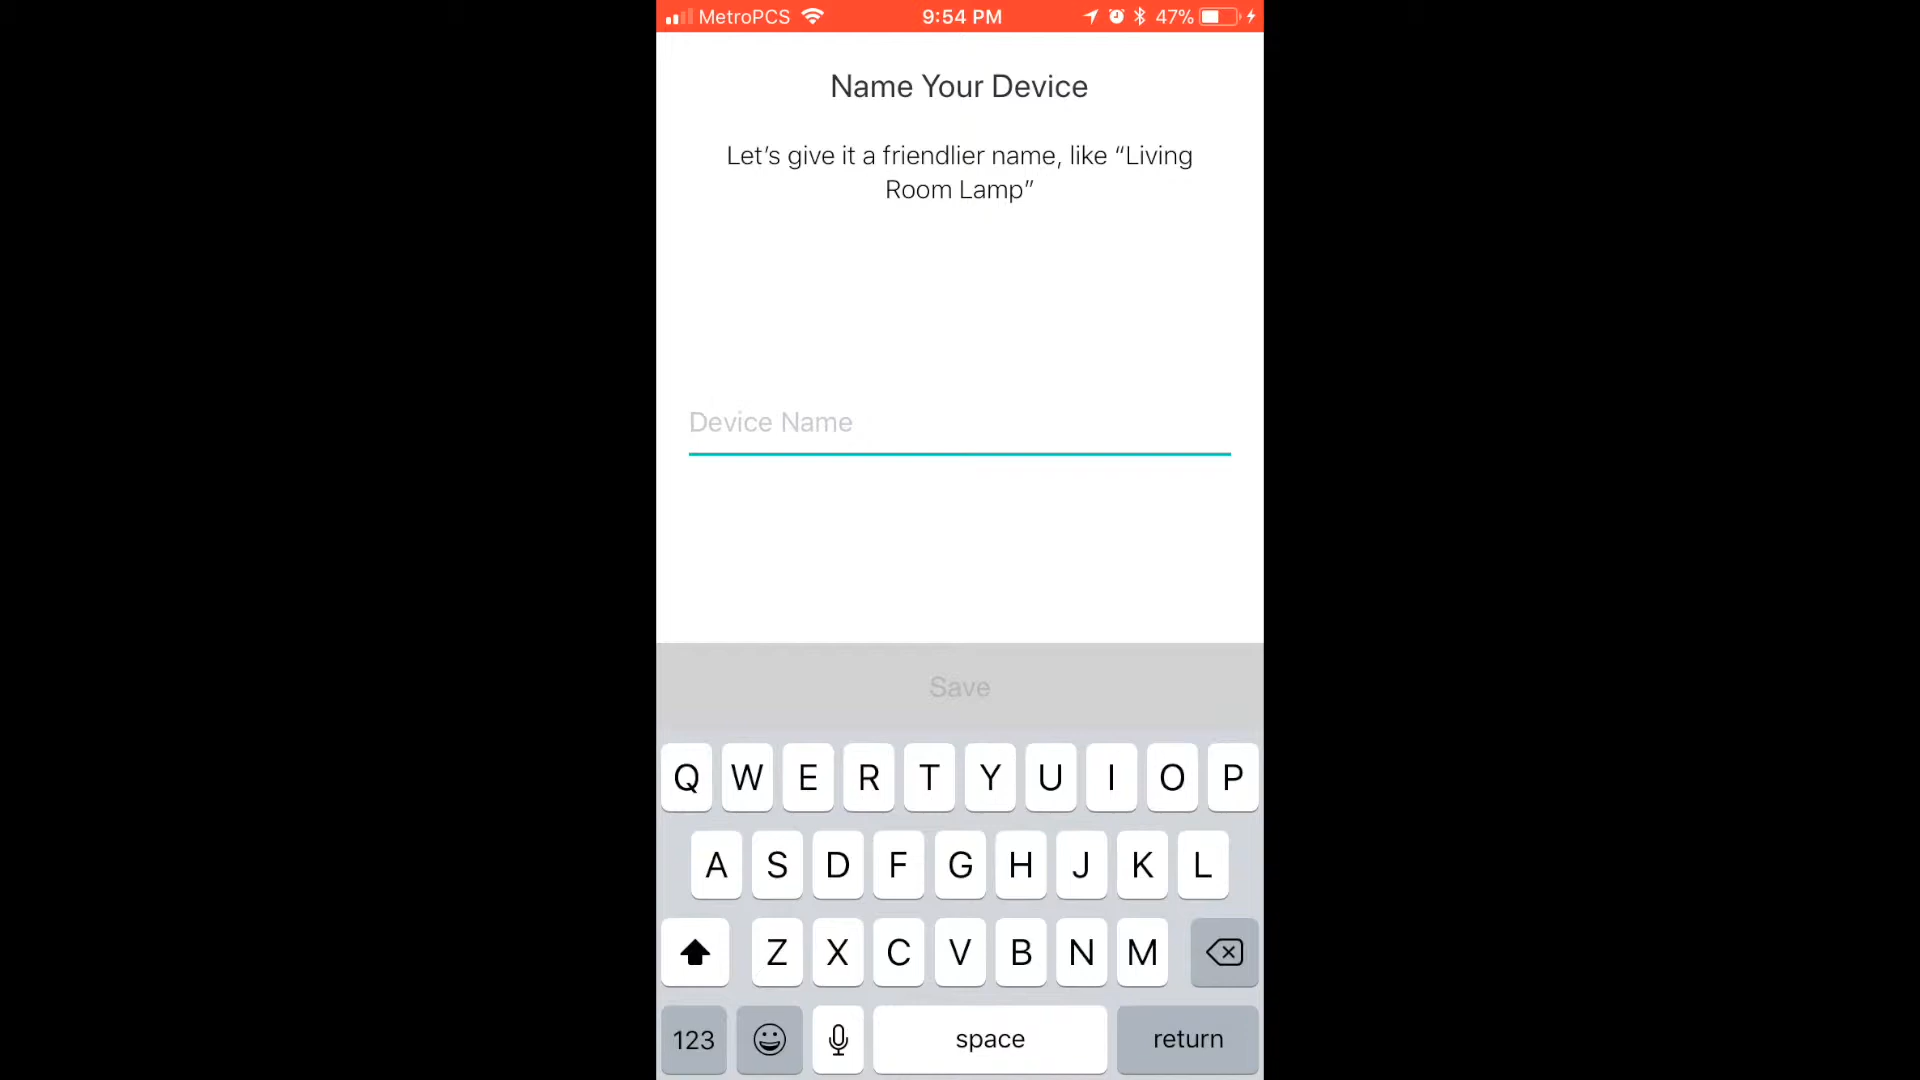 MetroPCS 9:54 PM 47%
Name Your Device
Let’s give it a friendlier name, like “Living
Room Lamp”
Device Name
Save
Q W E R T Y U I O P
A S D F G H J K L
Z X C V B N M
123 space return